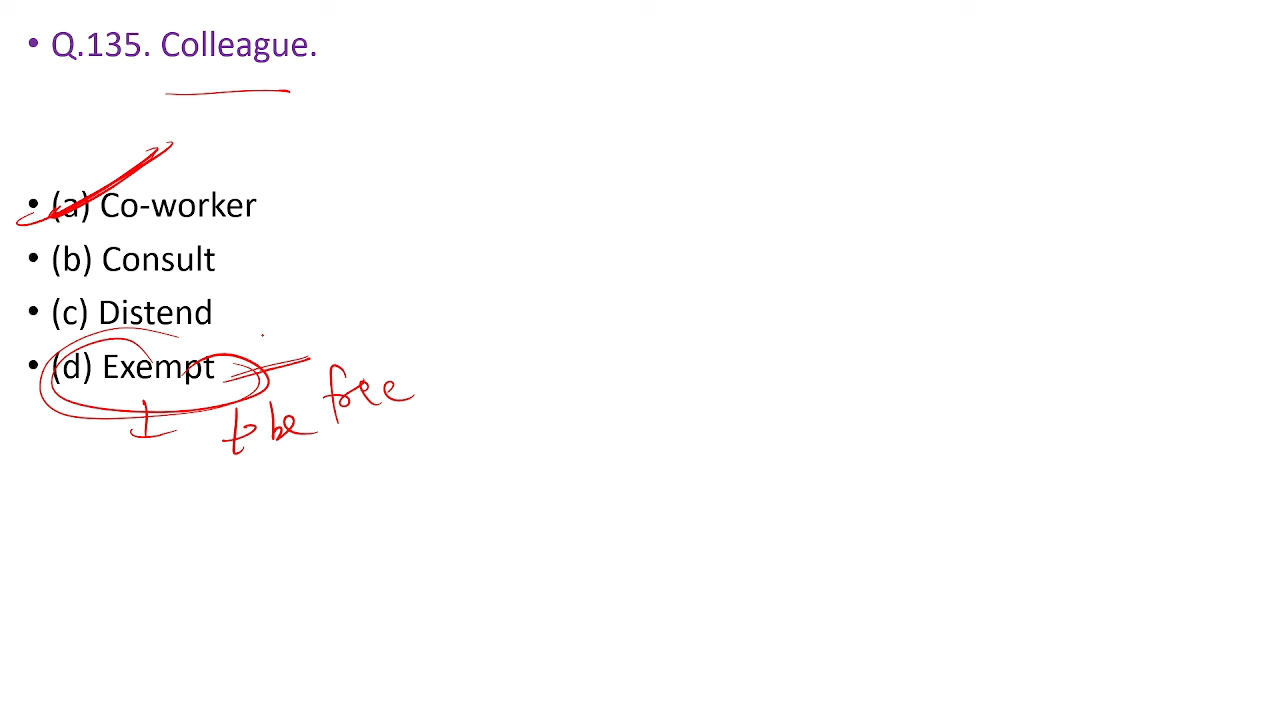 • Q.135. Colleague.
• (a) Co-worker
• (b) Consult
• (c) Distend
• (d) Exempt
to be free